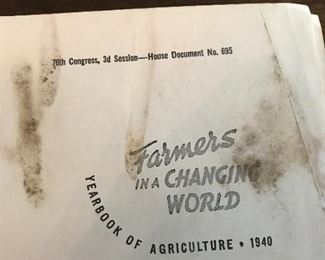 76th Congress, 3d Session—House Document No. 695
Farmers
IN A CHANGING
WORLD
YEARBOOK OF AGRICULTURE • 1940